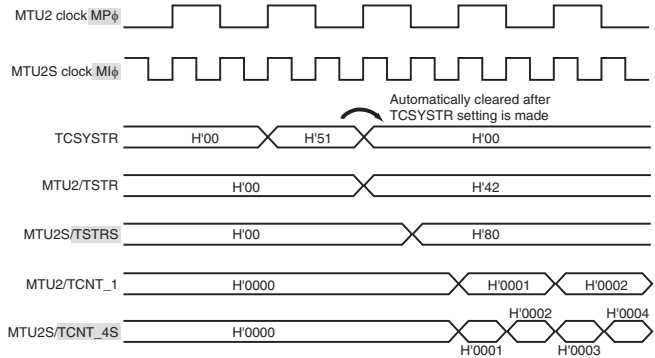 MTU2 clock MPϕ
MTU2S clock MIϕ
Automatically cleared after
TCSYSTR setting is made
TCSYSTR H'00 H'51 H'00
MTU2/TSTR H'00 H'42
MTU2S/TSTRS H'00 H'80
MTU2/TCNT_1 H'0000 H'0001 H'0002
H'0002 H'0004
MTU2S/TCNT_4S H'0000
H'0001 H'0003